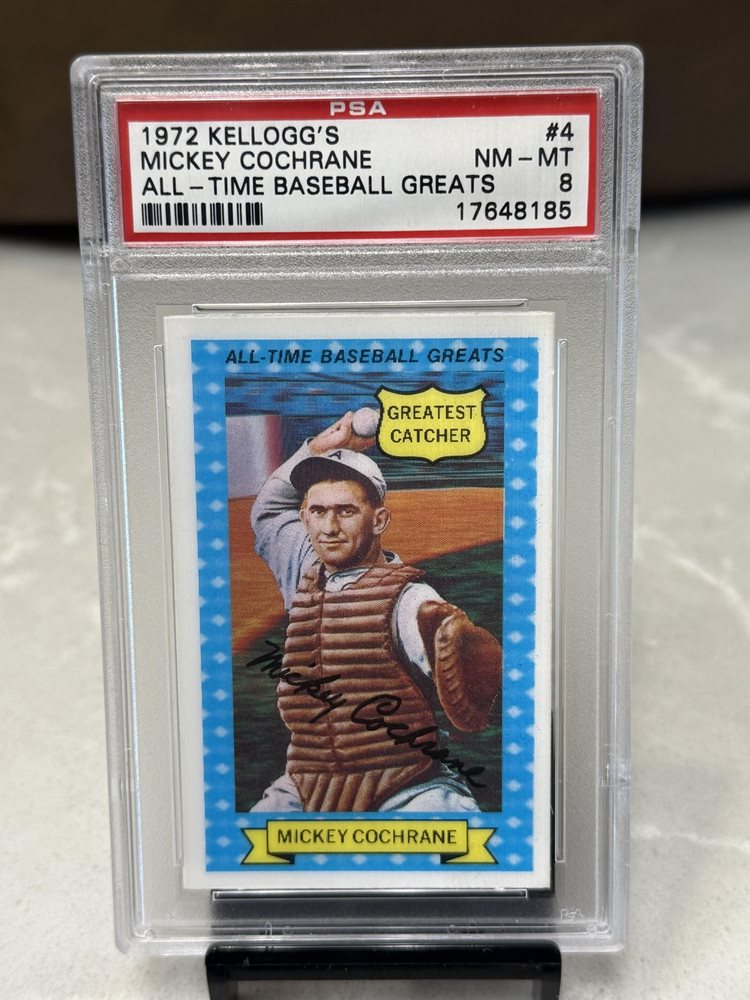 PSA
1972 KELLOGG'S #4
MICKEY COCHRANE NM-MT
ALL-TIME BASEBALL GREATS 8
17648185
ALL-TIME BASEBALL GREATS
GREATEST
CATCHER
A
Mickey Cochrane
MICKEY COCHRANE
PSA